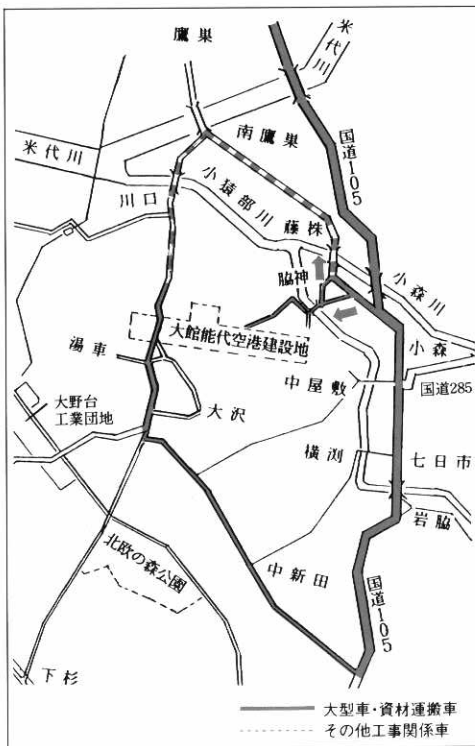 鷹巣
米代川
国道105
南鷹巣
米代川
小猿部川
川口
藤株
脇神
小森川
大館能代空港建設地
小森
湯車
中屋敷
国道285
大野台
工業団地
大沢
横渕
七日市
岩脇
北欧の森公園
中新田
国道105
下杉
大型車・資材運搬車
その他工事関係車